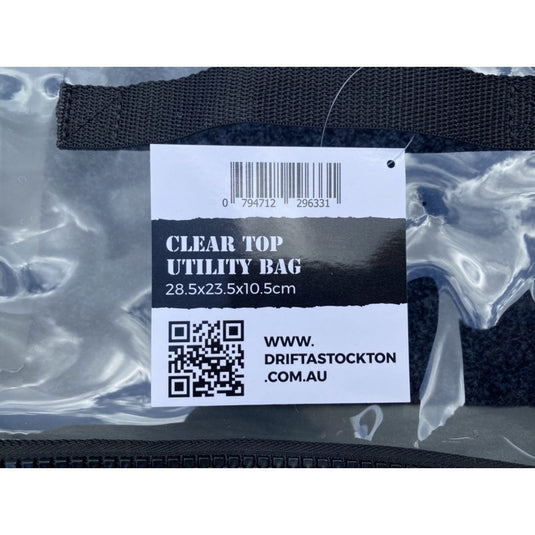 0 794712 296331
CLEAR TOP
UTILITY BAG
28.5x23.5x10.5cm
WWW.
DRIFTASTOCKTON
.COM.AU